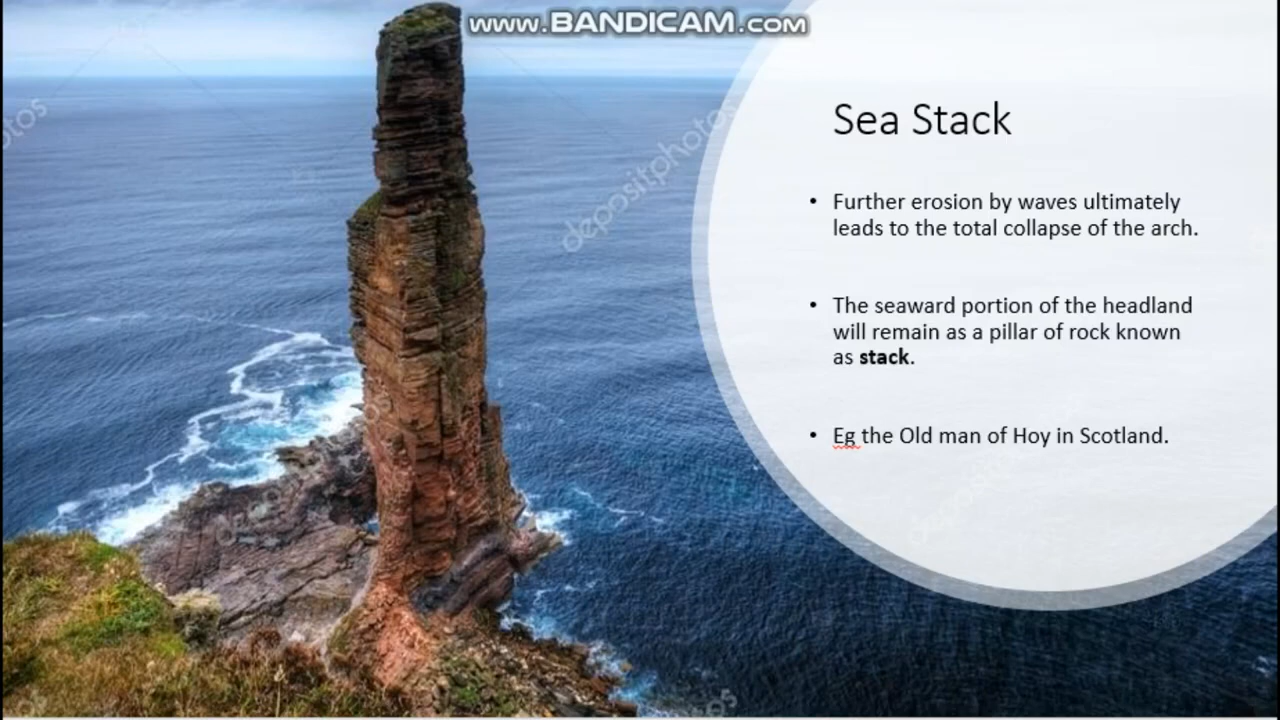 www.BANDICAM.com
Sea Stack
• Further erosion by waves ultimately
leads to the total collapse of the arch.
• The seaward portion of the headland
will remain as a pillar of rock known
as stack.
• Eg the Old man of Hoy in Scotland.
depositphotos
otos